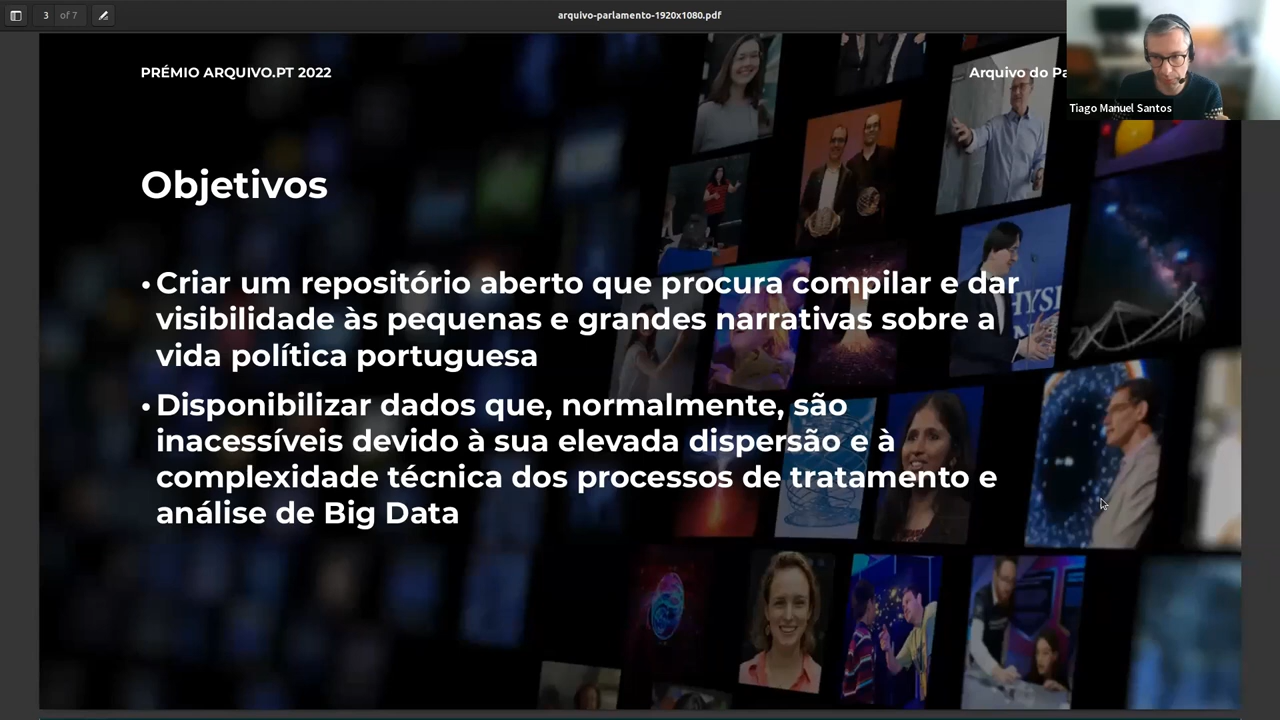 3 of 7
arquivo-parlamento-1920x1080.pdf
PRÉMIO ARQUIVO.PT 2022
Arquivo do
Tiago Manuel Santos
Objetivos
• Criar um repositório aberto que procura compilar e dar
visibilidade às pequenas e grandes narrativas sobre a
vida política portuguesa
• Disponibilizar dados que, normalmente, são
inacessíveis devido à sua elevada dispersão e à
complexidade técnica dos processos de tratamento e
análise de Big Data